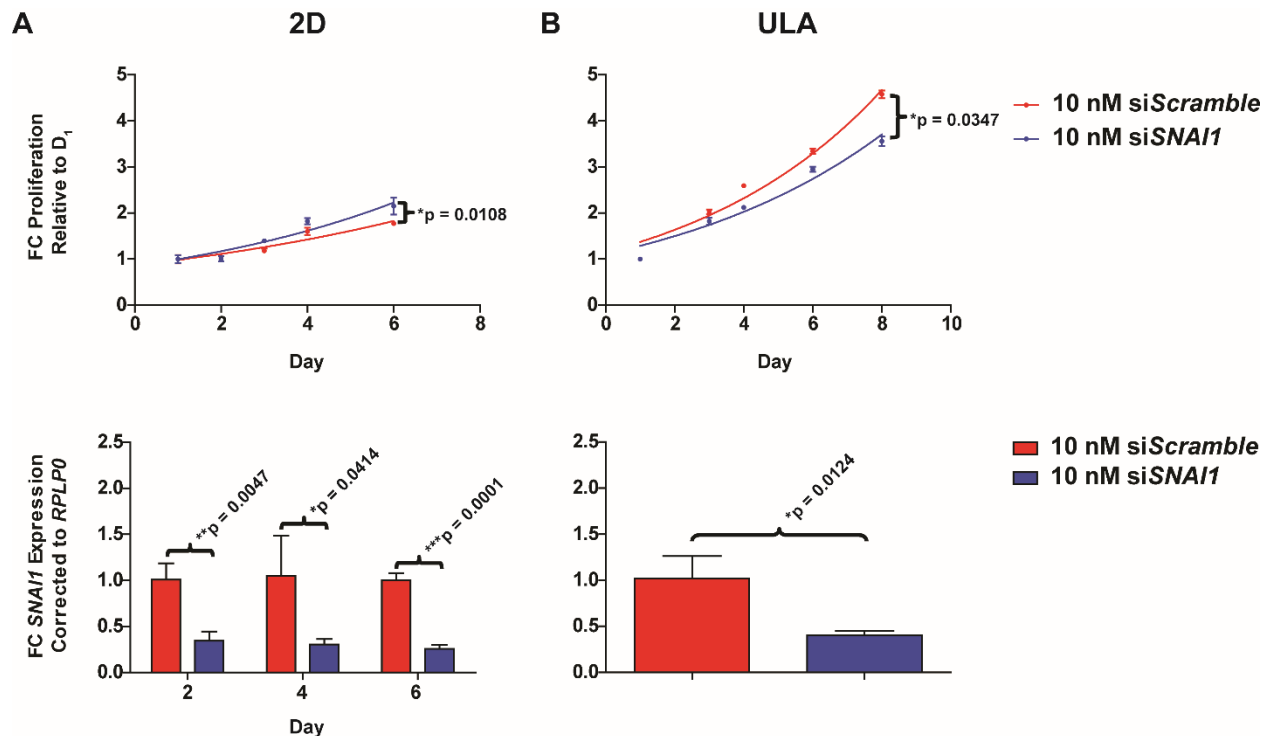 A
2D
B
ULA
FC Proliferation
Relative to D1
5
4
3
2
1
0
0
2
4
6
8
Day
*p = 0.0108
5
4
3
2
1
0
0
2
4
6
8
10
Day
*p = 0.0347
10 nM siScramble
10 nM siSNAI1
FC SNAI1 Expression
Corrected to RPLP0
2.5
2.0
1.5
1.0
0.5
0.0
**p = 0.0047
*p = 0.0414
***p = 0.0001
2
4
6
Day
2.5
2.0
1.5
1.0
0.5
0.0
*p = 0.0124
10 nM siScramble
10 nM siSNAI1